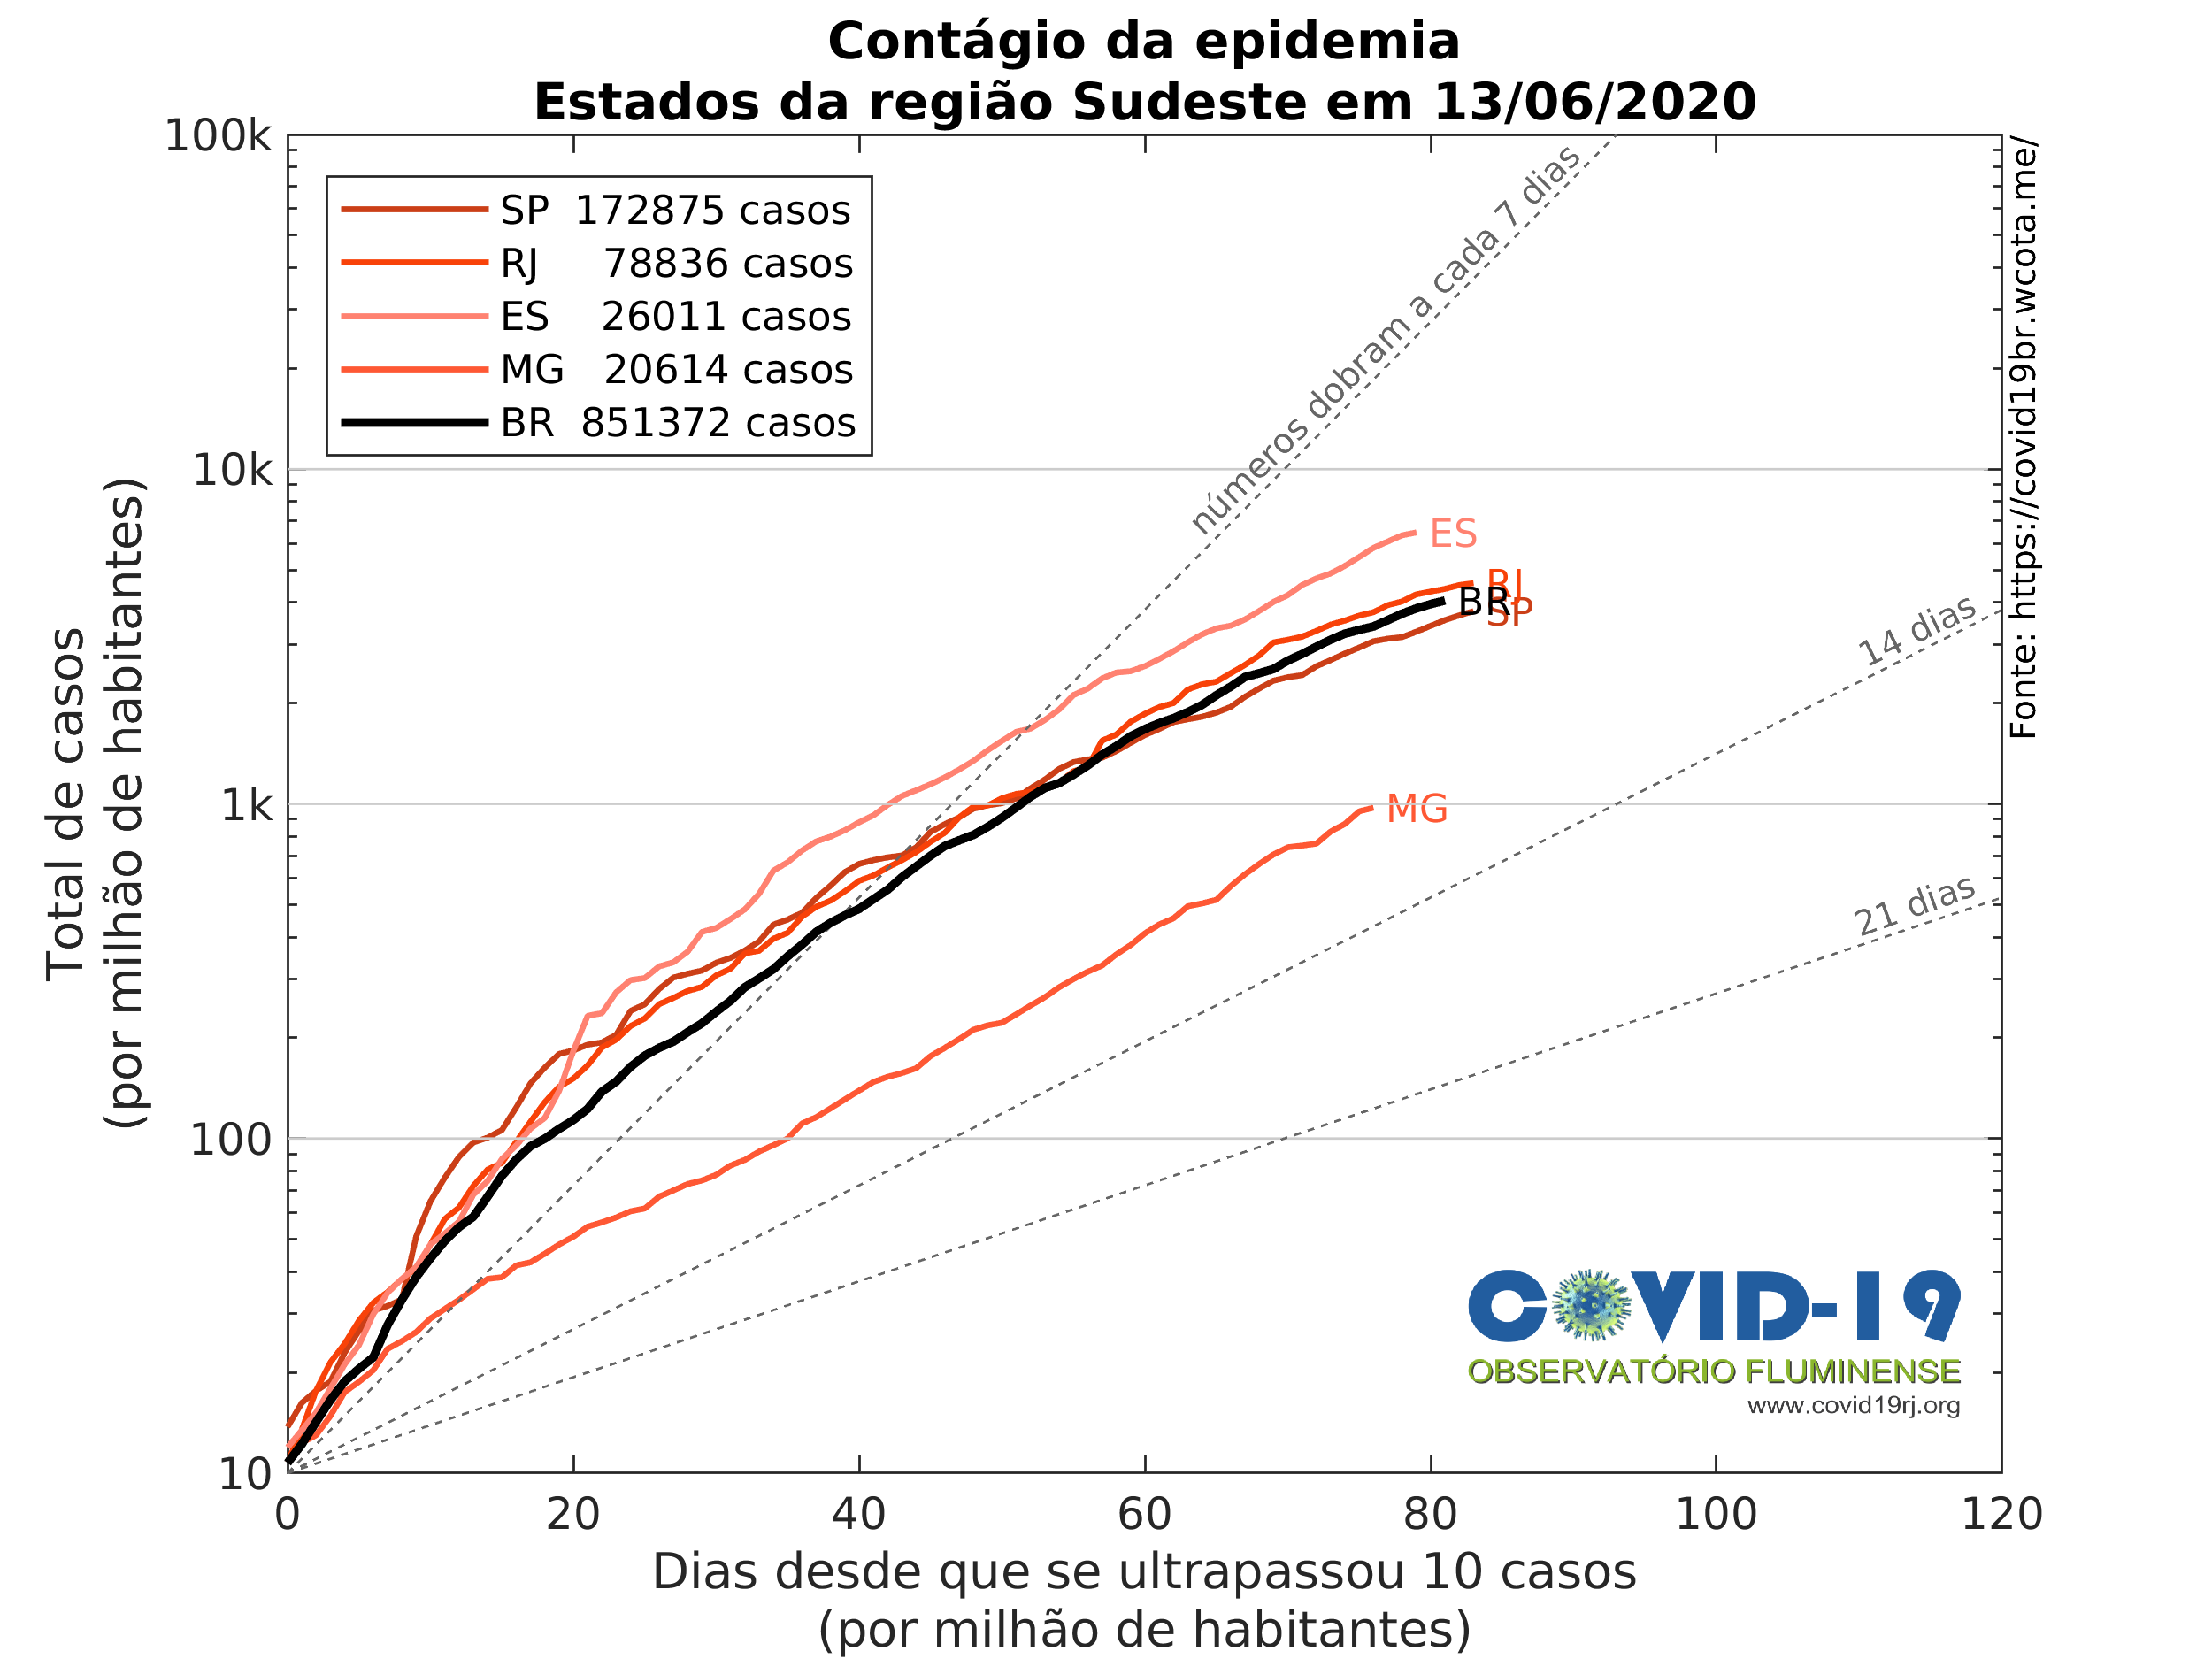 Contágio da epidemia
Estados da região Sudeste em 13/06/2020
100k
10k
1k
100
10
Total de casos
(por milhão de habitantes)
SP 172875 casos
RJ 78836 casos
ES 26011 casos
MG 20614 casos
BR 851372 casos
números dobram a cada 7 dias
14 dias
21 dias
ES
RJ
BR
SP
MG
Fonte: https://covid19br.wcota.me/
COVID-19
OBSERVATÓRIO FLUMINENSE
www.covid19rj.org
0 20 40 60 80 100 120
Dias desde que se ultrapassou 10 casos
(por milhão de habitantes)